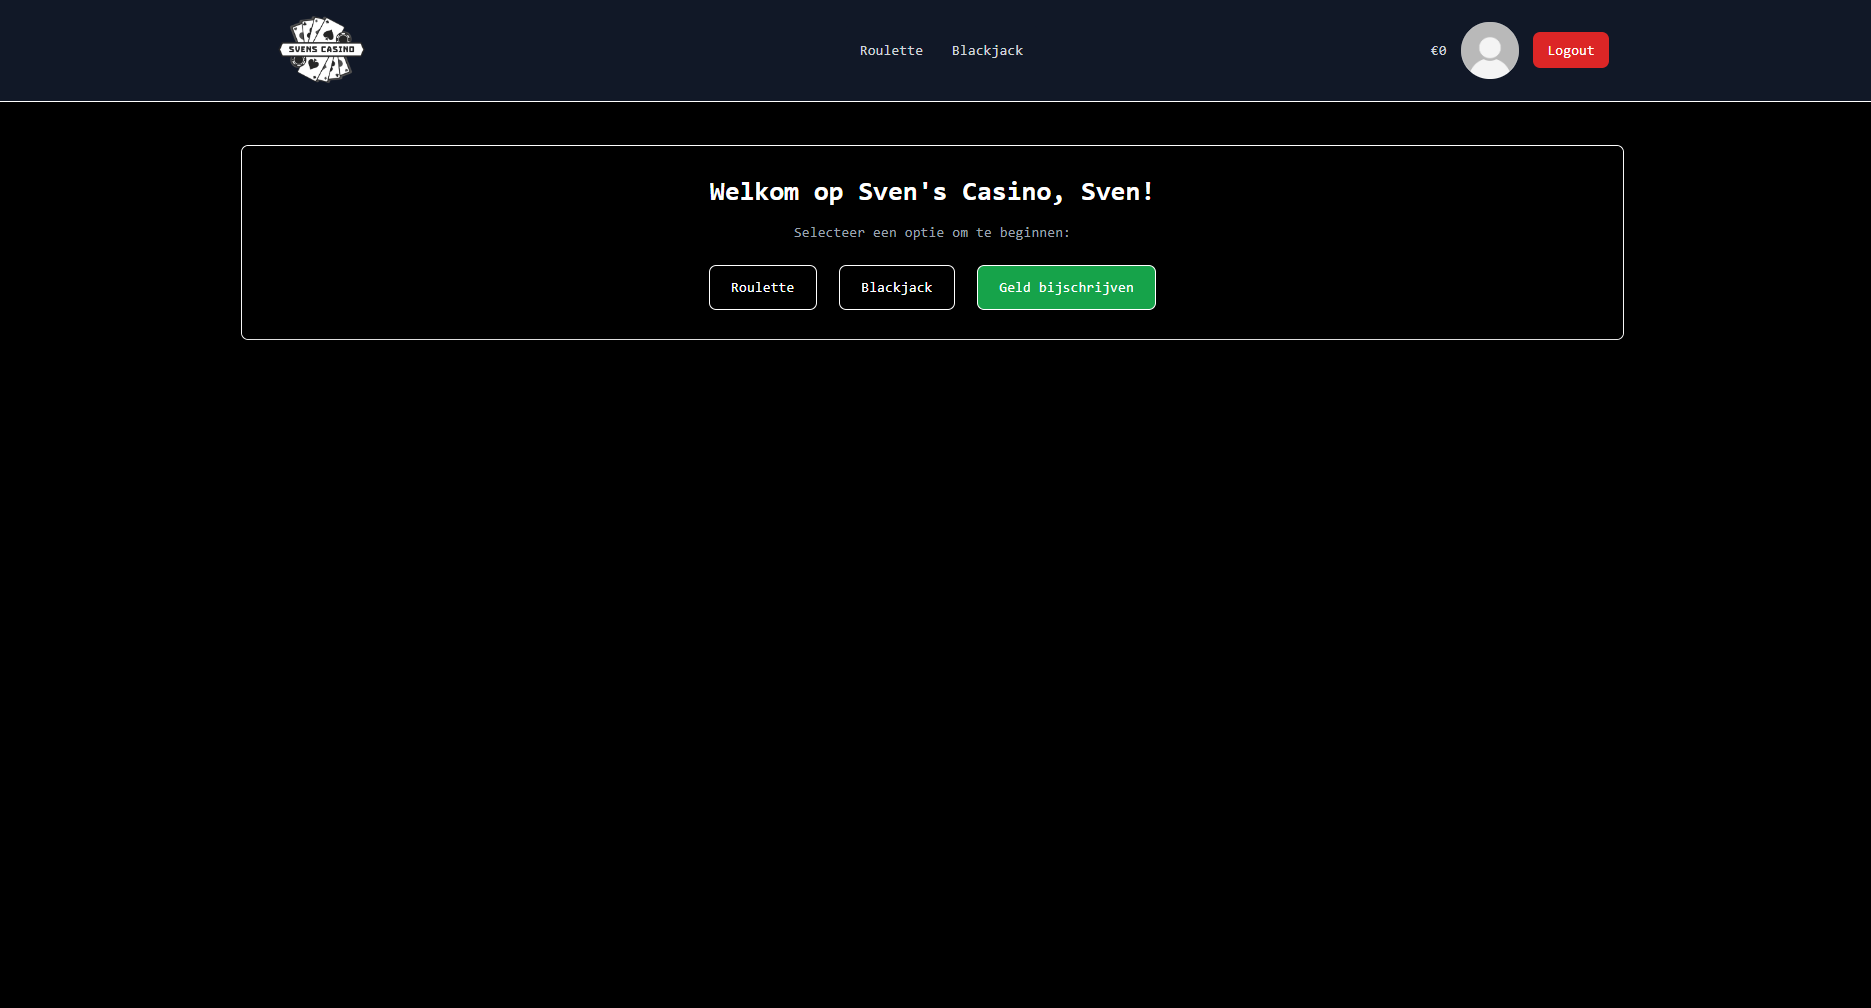 SVENS CASINO
Roulette
Blackjack
€0
Logout
Welkom op Sven's Casino, Sven!
Selecteer een optie om te beginnen:
Roulette
Blackjack
Geld bijschrijven